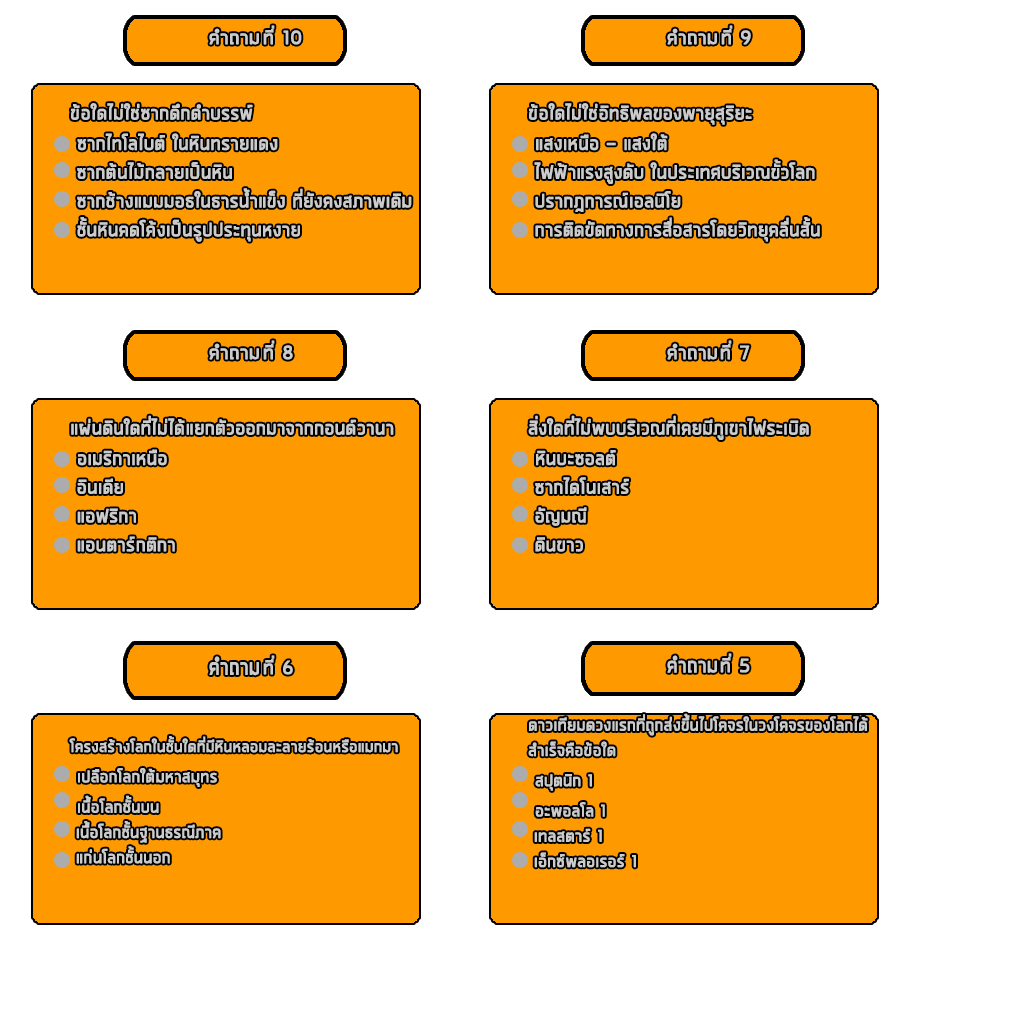 คำถามที่ 10
ข้อใดไม่ใช่ซากดึกดำบรรพ์
ซากไทโลไบต์ ในหินทรายแดง
ซากต้นไม้กลายเป็นหิน
ซากช้างแมมมอธในธารน้ำแข็ง ที่ยังคงสภาพเดิม
ชั้นหินคดโค้งเป็นรูปประทุนหงาย
คำถามที่ 9
ข้อใดไม่ใช่อิทธิพลของพายุสุริยะ
แสงเหนือ - แสงใต้
ไฟฟ้าแรงสูงดับ ในประเทศบริเวณขั้วโลก
ปรากฏการณ์เอลนิโย
การติดขัดทางการสื่อสารโดยวิทยุคลื่นสั้น
คำถามที่ 8
แผ่นดินใดที่ไม่ได้แยกตัวออกมาจากกอนด์วานา
อเมริกาเหนือ
อินเดีย
แอฟริกา
แอนตาร์กติกา
คำถามที่ 7
สิ่งใดที่ไม่พบบริเวณที่เคยมีภูเขาไฟระเบิด
หินบะซอลต์
ซากไดโนเสาร์
อัญมณี
ดินขาว
คำถามที่ 6
โครงสร้างโลกในชั้นใดที่มีหินหลอมละลายร้อนหรือแมกมา
เปลือกโลกใต้มหาสมุทร
เนื้อโลกชั้นบน
เนื้อโลกชั้นฐานธรณีภาค
แก่นโลกชั้นนอก
คำถามที่ 5
ดาวเทียมดวงแรกที่ถูกส่งขึ้นไปโคจรในวงโคจรของโลกได้
สำเร็จคือข้อใด
สปุตนิก 1
อะพอลโล 1
เทลสตาร์ 1
เอ็กซ์พลอเรอร์ 1